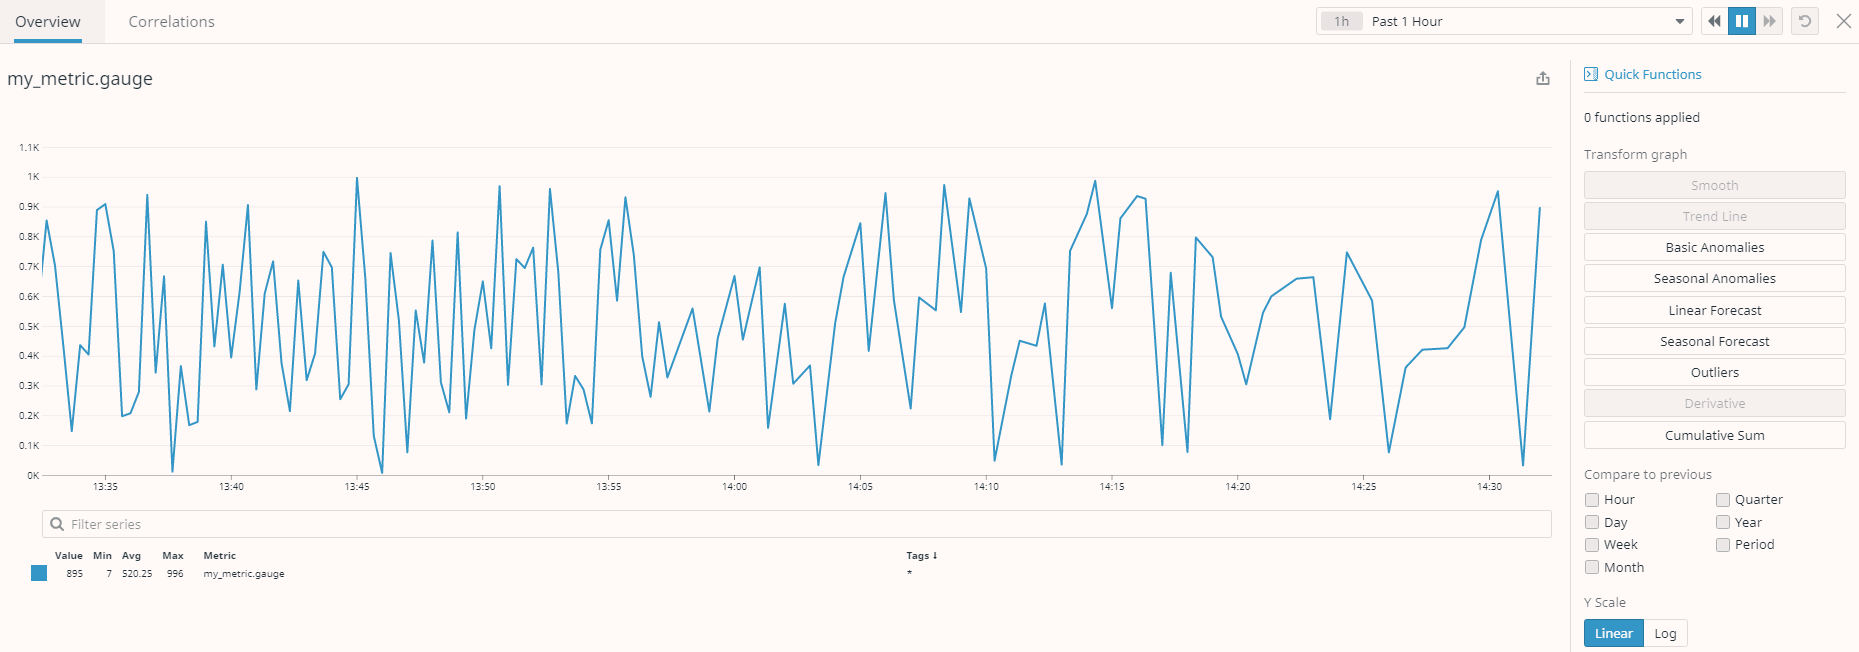 Overview Correlations 1h Past 1 Hour
my_metric.gauge
1.1K
1K
0.9K
0.8K
0.7K
0.6K
0.5K
0.4K
0.3K
0.2K
0.1K
0K
13:35 13:40 13:45 13:50 13:55 14:00 14:05 14:10 14:15 14:20 14:25 14:30
Filter series
Value Min Avg Max Metric Tags ↓
895 7 520.25 996 my_metric.gauge *
Quick Functions
0 functions applied
Transform graph
Smooth
Trend Line
Basic Anomalies
Seasonal Anomalies
Linear Forecast
Seasonal Forecast
Outliers
Derivative
Cumulative Sum
Compare to previous
Hour Quarter
Day Year
Week Period
Month
Y Scale
Linear Log